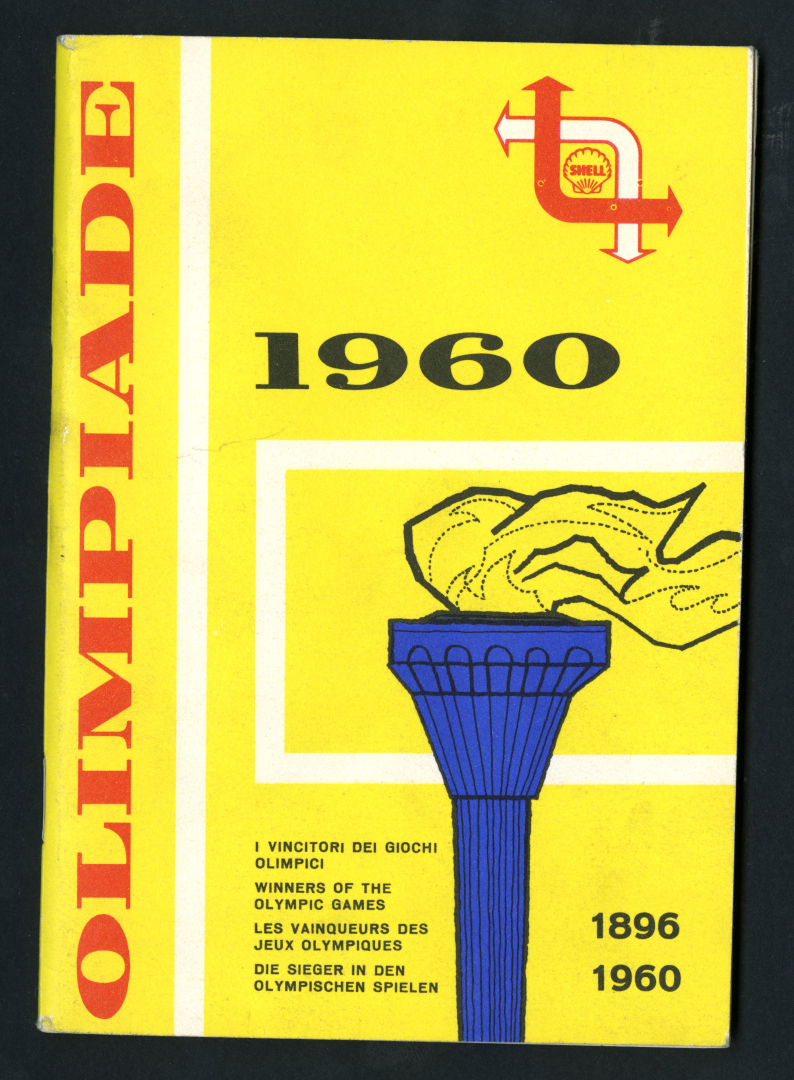 OLIMPIADE
SHELL
1960
I VINCITORI DEI GIOCHI
OLIMPICI
WINNERS OF THE
OLYMPIC GAMES
LES VAINQUEURS DES
JEUX OLYMPIQUES
DIE SIEGER IN DEN
OLYMPISCHEN SPIELEN
1896
1960